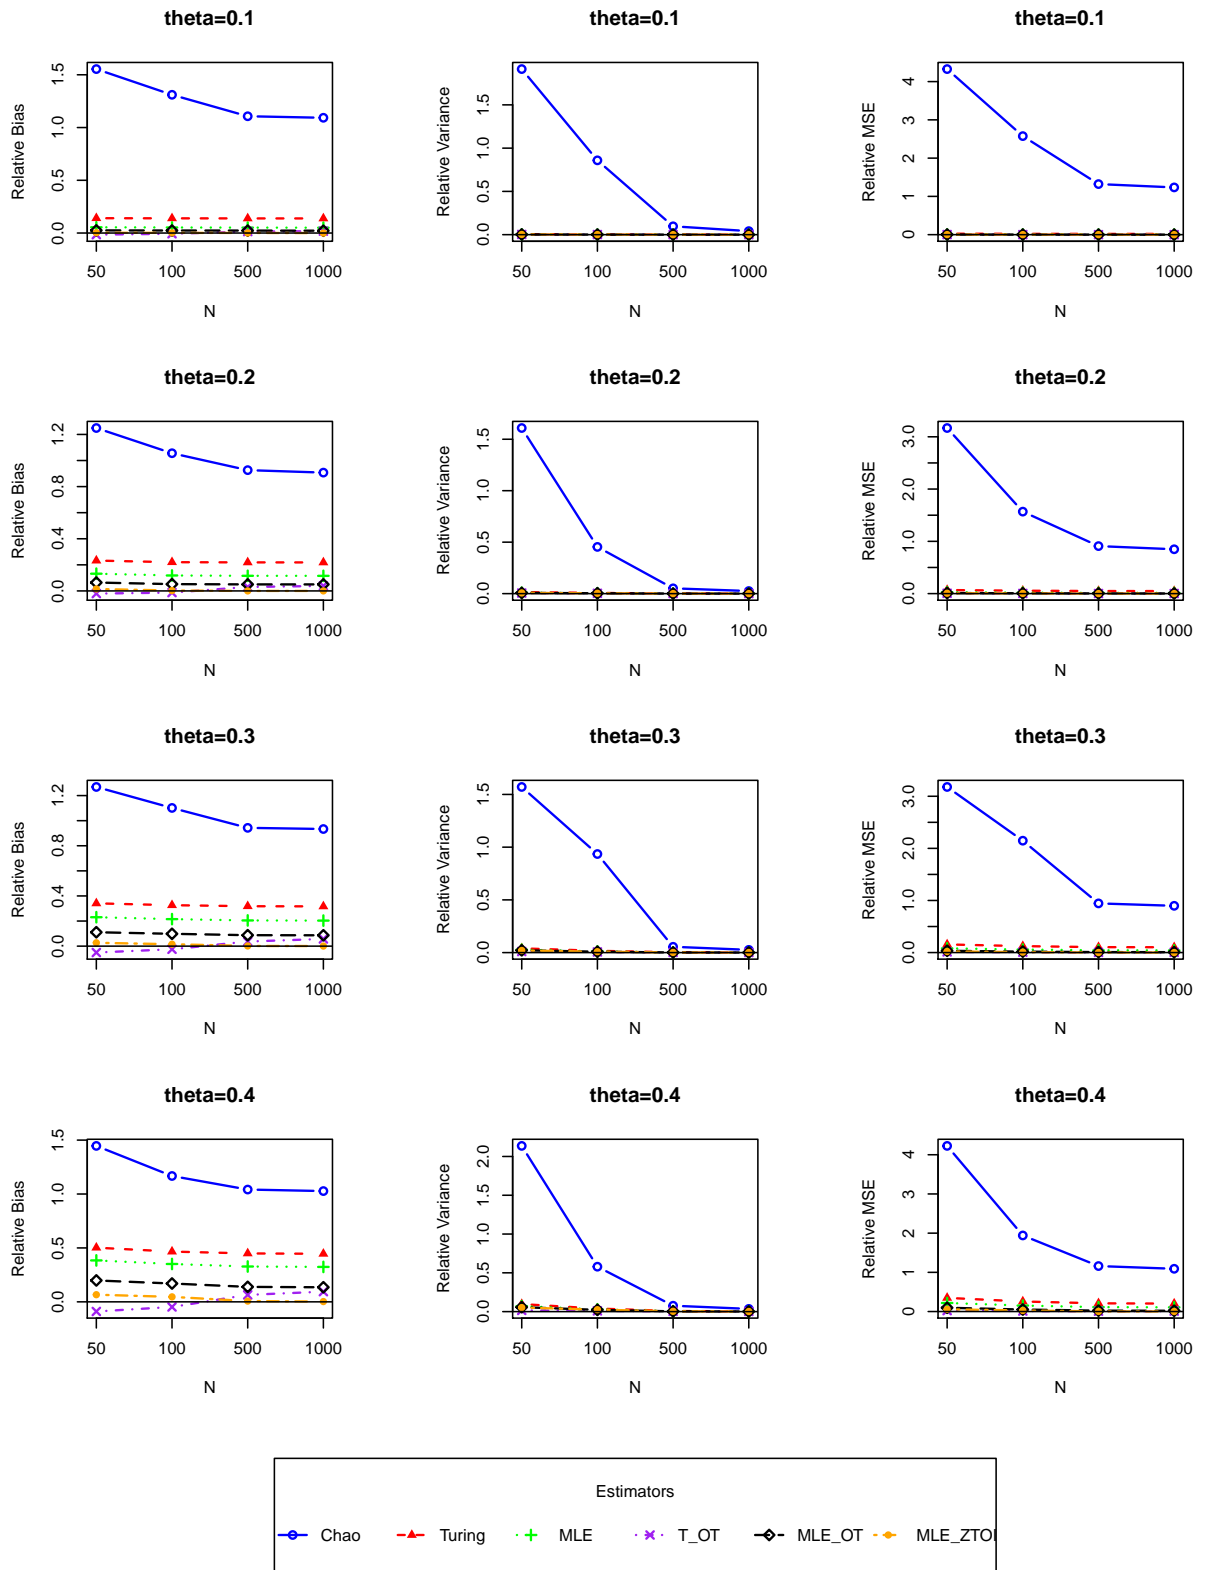 theta=0.1
Relative Bias
0.0 0.5 1.0 1.5
50 100 500 1000
N
theta=0.1
Relative Variance
0.0 0.5 1.0 1.5
50 100 500 1000
N
theta=0.1
Relative MSE
0 1 2 3 4
50 100 500 1000
N
theta=0.2
Relative Bias
0.0 0.4 0.8 1.2
50 100 500 1000
N
theta=0.2
Relative Variance
0.0 0.5 1.0 1.5
50 100 500 1000
N
theta=0.2
Relative MSE
0.0 1.0 2.0 3.0
50 100 500 1000
N
theta=0.3
Relative Bias
0.0 0.4 0.8 1.2
50 100 500 1000
N
theta=0.3
Relative Variance
0.0 0.5 1.0 1.5
50 100 500 1000
N
theta=0.3
Relative MSE
0.0 1.0 2.0 3.0
50 100 500 1000
N
theta=0.4
Relative Bias
0.0 0.5 1.0 1.5
50 100 500 1000
N
theta=0.4
Relative Variance
0.0 0.5 1.0 1.5 2.0
50 100 500 1000
N
theta=0.4
Relative MSE
0 1 2 3 4
50 100 500 1000
N
Estimators
Chao Turing MLE T_OT MLE_OT MLE_ZTOI